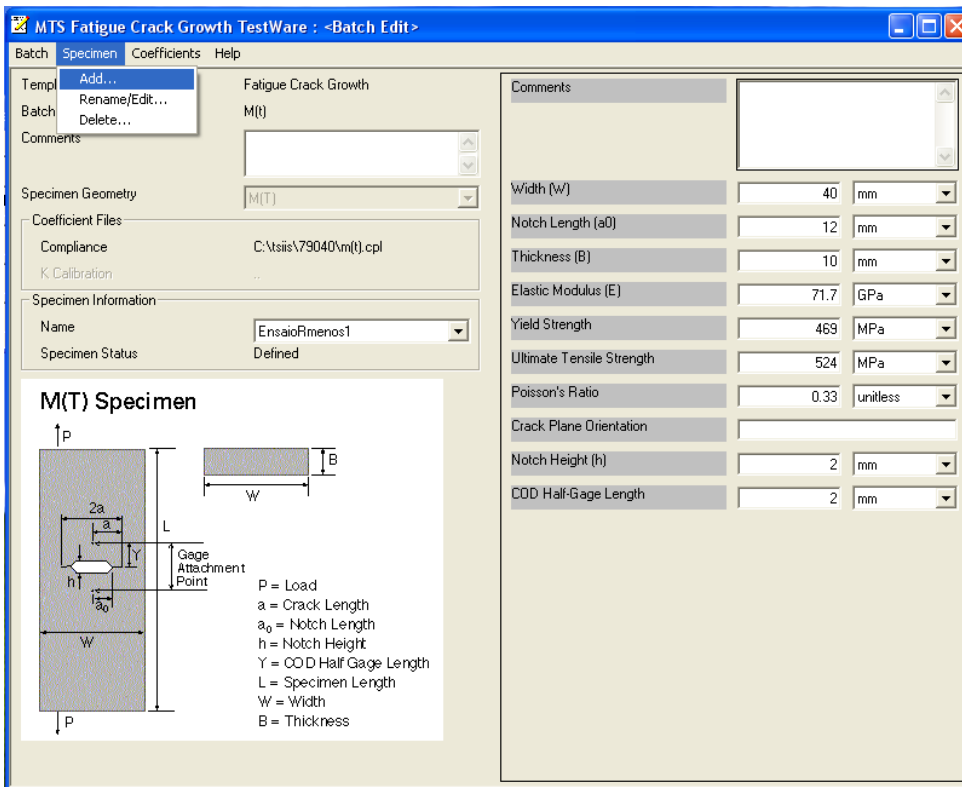 MTS Fatigue Crack Growth TestWare : <Batch Edit>
Batch Specimen Coefficients Help
Add...
Rename/Edit...
Delete...
Templ Fatigue Crack Growth
Batch M(t)
Comments
Specimen Geometry M(T)
Coefficient Files
Compliance C:\tsiis\79040\m(t).cpl
K Calibration ..
Specimen Information
Name EnsaioRmenos1
Specimen Status Defined
M(T) Specimen
P
B
W
2a
a
L
Y
Gage
Attachment
Point
h
a0
W
P
P = Load
a = Crack Length
a0 = Notch Length
h = Notch Height
Y = COD Half Gage Length
L = Specimen Length
W = Width
B = Thickness
Comments
Width (W) 40 mm
Notch Length (a0) 12 mm
Thickness (B) 10 mm
Elastic Modulus (E) 71.7 GPa
Yield Strength 469 MPa
Ultimate Tensile Strength 524 MPa
Poisson's Ratio 0.33 unitless
Crack Plane Orientation
Notch Height (h) 2 mm
COD Half-Gage Length 2 mm